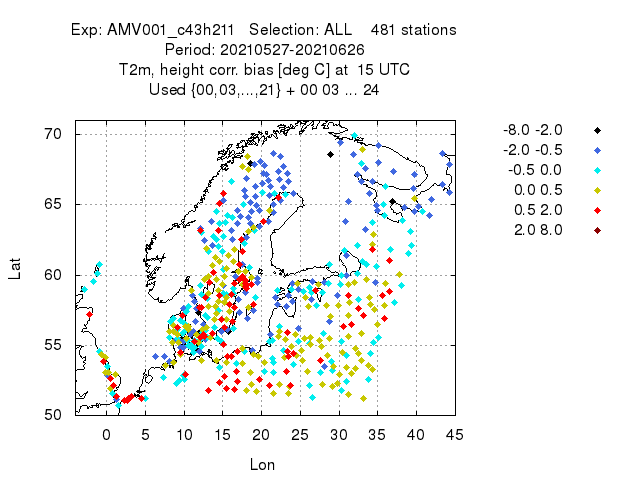 Exp: AMV001_c43h211 Selection: ALL 481 stations
Period: 20210527-20210626
T2m, height corr. bias [deg C] at 15 UTC
Used {00,03,...,21} + 00 03 ... 24
-8.0 -2.0
-2.0 -0.5
-0.5 0.0
0.0 0.5
0.5 2.0
2.0 8.0
70
65
60
55
50
Lat
0 5 10 15 20 25 30 35 40 45
Lon